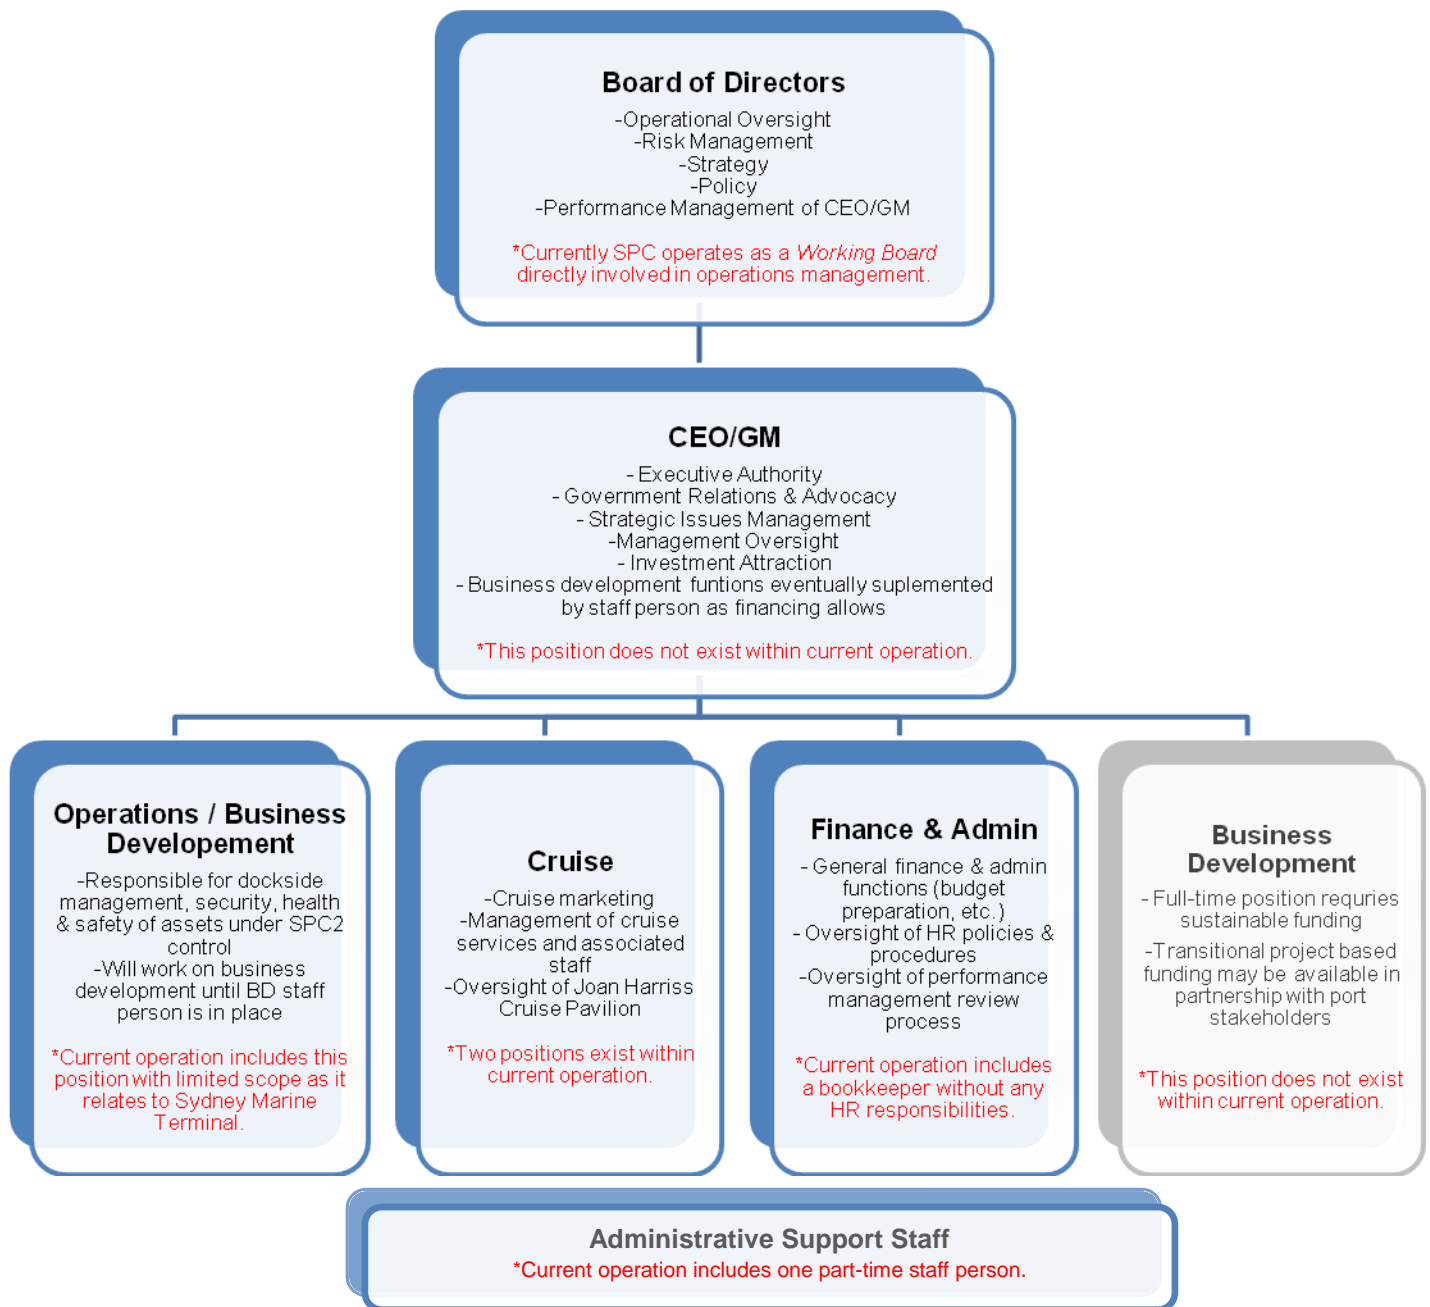 Board of Directors
-Operational Oversight
-Risk Management
-Strategy
-Policy
-Performance Management of CEO/GM
*Currently SPC operates as a Working Board
directly involved in operations management.
CEO/GM
- Executive Authority
- Government Relations & Advocacy
- Strategic Issues Management
-Management Oversight
- Investment Attraction
- Business development funtions eventually suplemented
by staff person as financing allows
*This position does not exist within current operation.
Operations / Business
Developement
-Responsible for dockside
management, security, health
& safety of assets under SPC2
control
-Will work on business
development until BD staff
person is in place
*Current operation includes this
position with limited scope as it
relates to Sydney Marine
Terminal.
Cruise
-Cruise marketing
-Management of cruise
services and associated
staff
-Oversight of Joan Harriss
Cruise Pavilion
*Two positions exist within
current operation.
Finance & Admin
- General finance & admin
functions (budget
preparation, etc.)
- Oversight of HR policies &
procedures
-Oversight of performance
management review
process
*Current operation includes
a bookkeeper without any
HR responsibilities.
Business
Development
- Full-time position requries
sustainable funding
-Transitional project based
funding may be available in
partnership with port
stakeholders
*This position does not exist
within current operation.
Administrative Support Staff
*Current operation includes one part-time staff person.